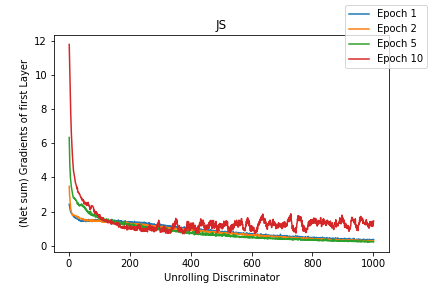 JS
Epoch 1
Epoch 2
Epoch 5
Epoch 10
(Net sum) Gradients of first Layer
12
10
8
6
4
2
0
0 200 400 600 800 1000
Unrolling Discriminator